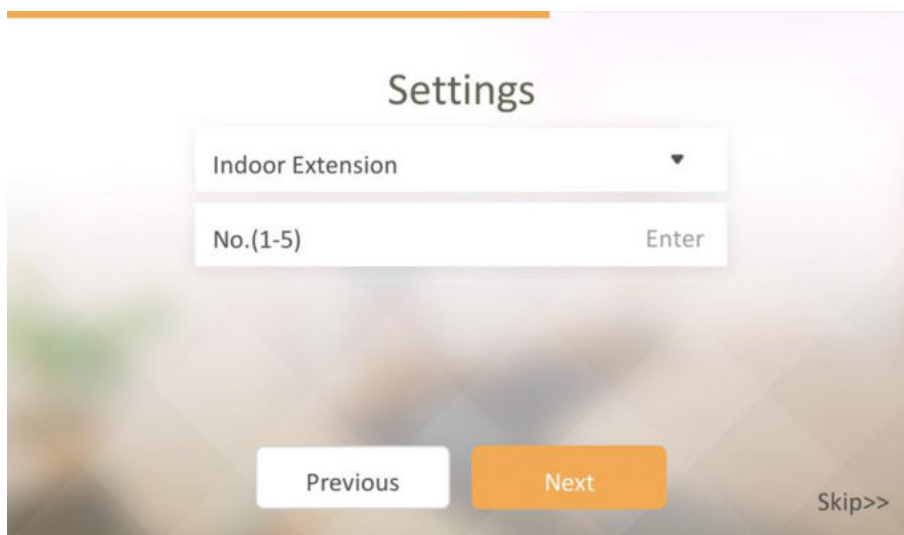 Settings
Indoor Extension
No.(1-5) Enter
Previous Next
Skip>>